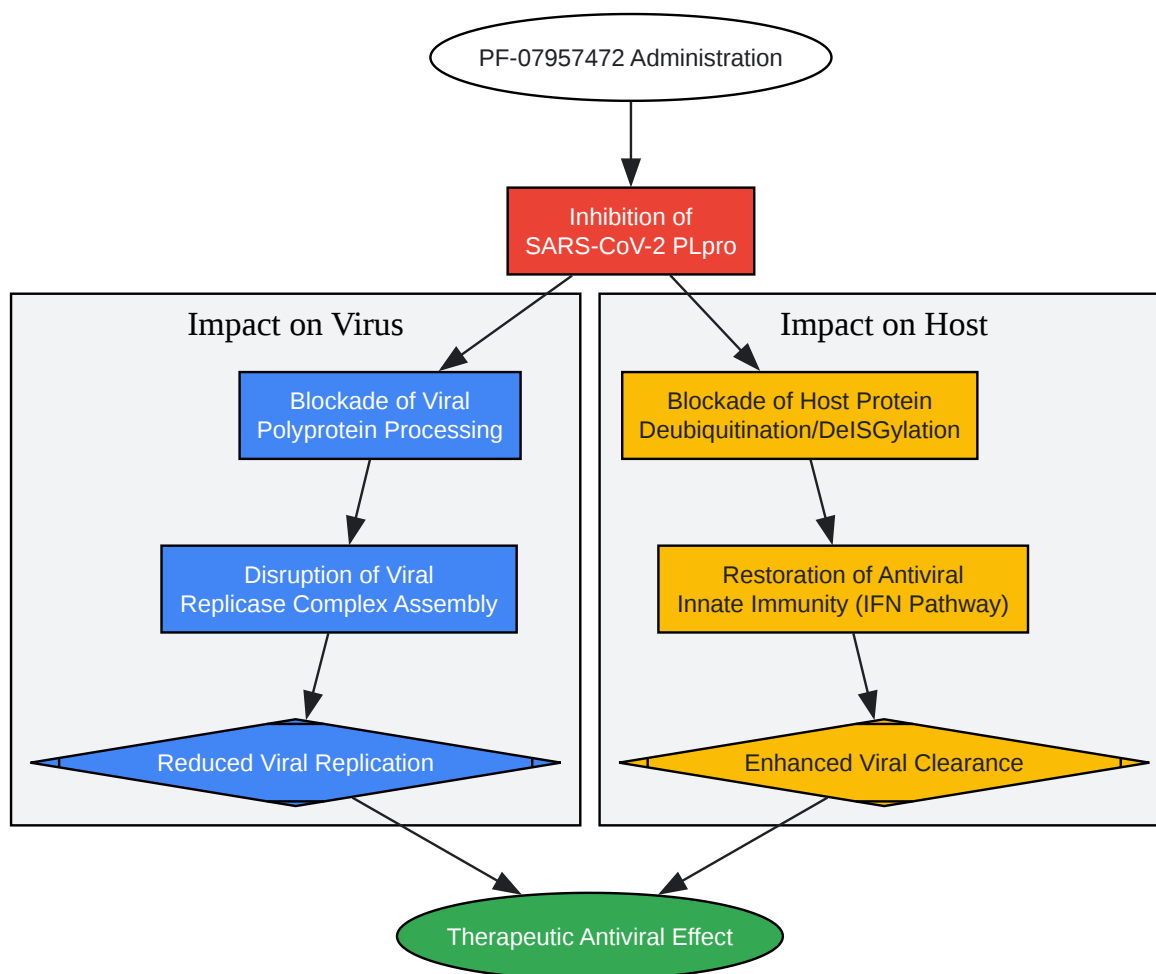 PF-07957472 Administration
Inhibition of
SARS-CoV-2 PLpro
Impact on Virus
Blockade of Viral
Polyprotein Processing
Disruption of Viral
Replicase Complex Assembly
Reduced Viral Replication
Impact on Host
Blockade of Host Protein
Deubiquitination/DeISGylation
Restoration of Antiviral
Innate Immunity (IFN Pathway)
Enhanced Viral Clearance
Therapeutic Antiviral Effect